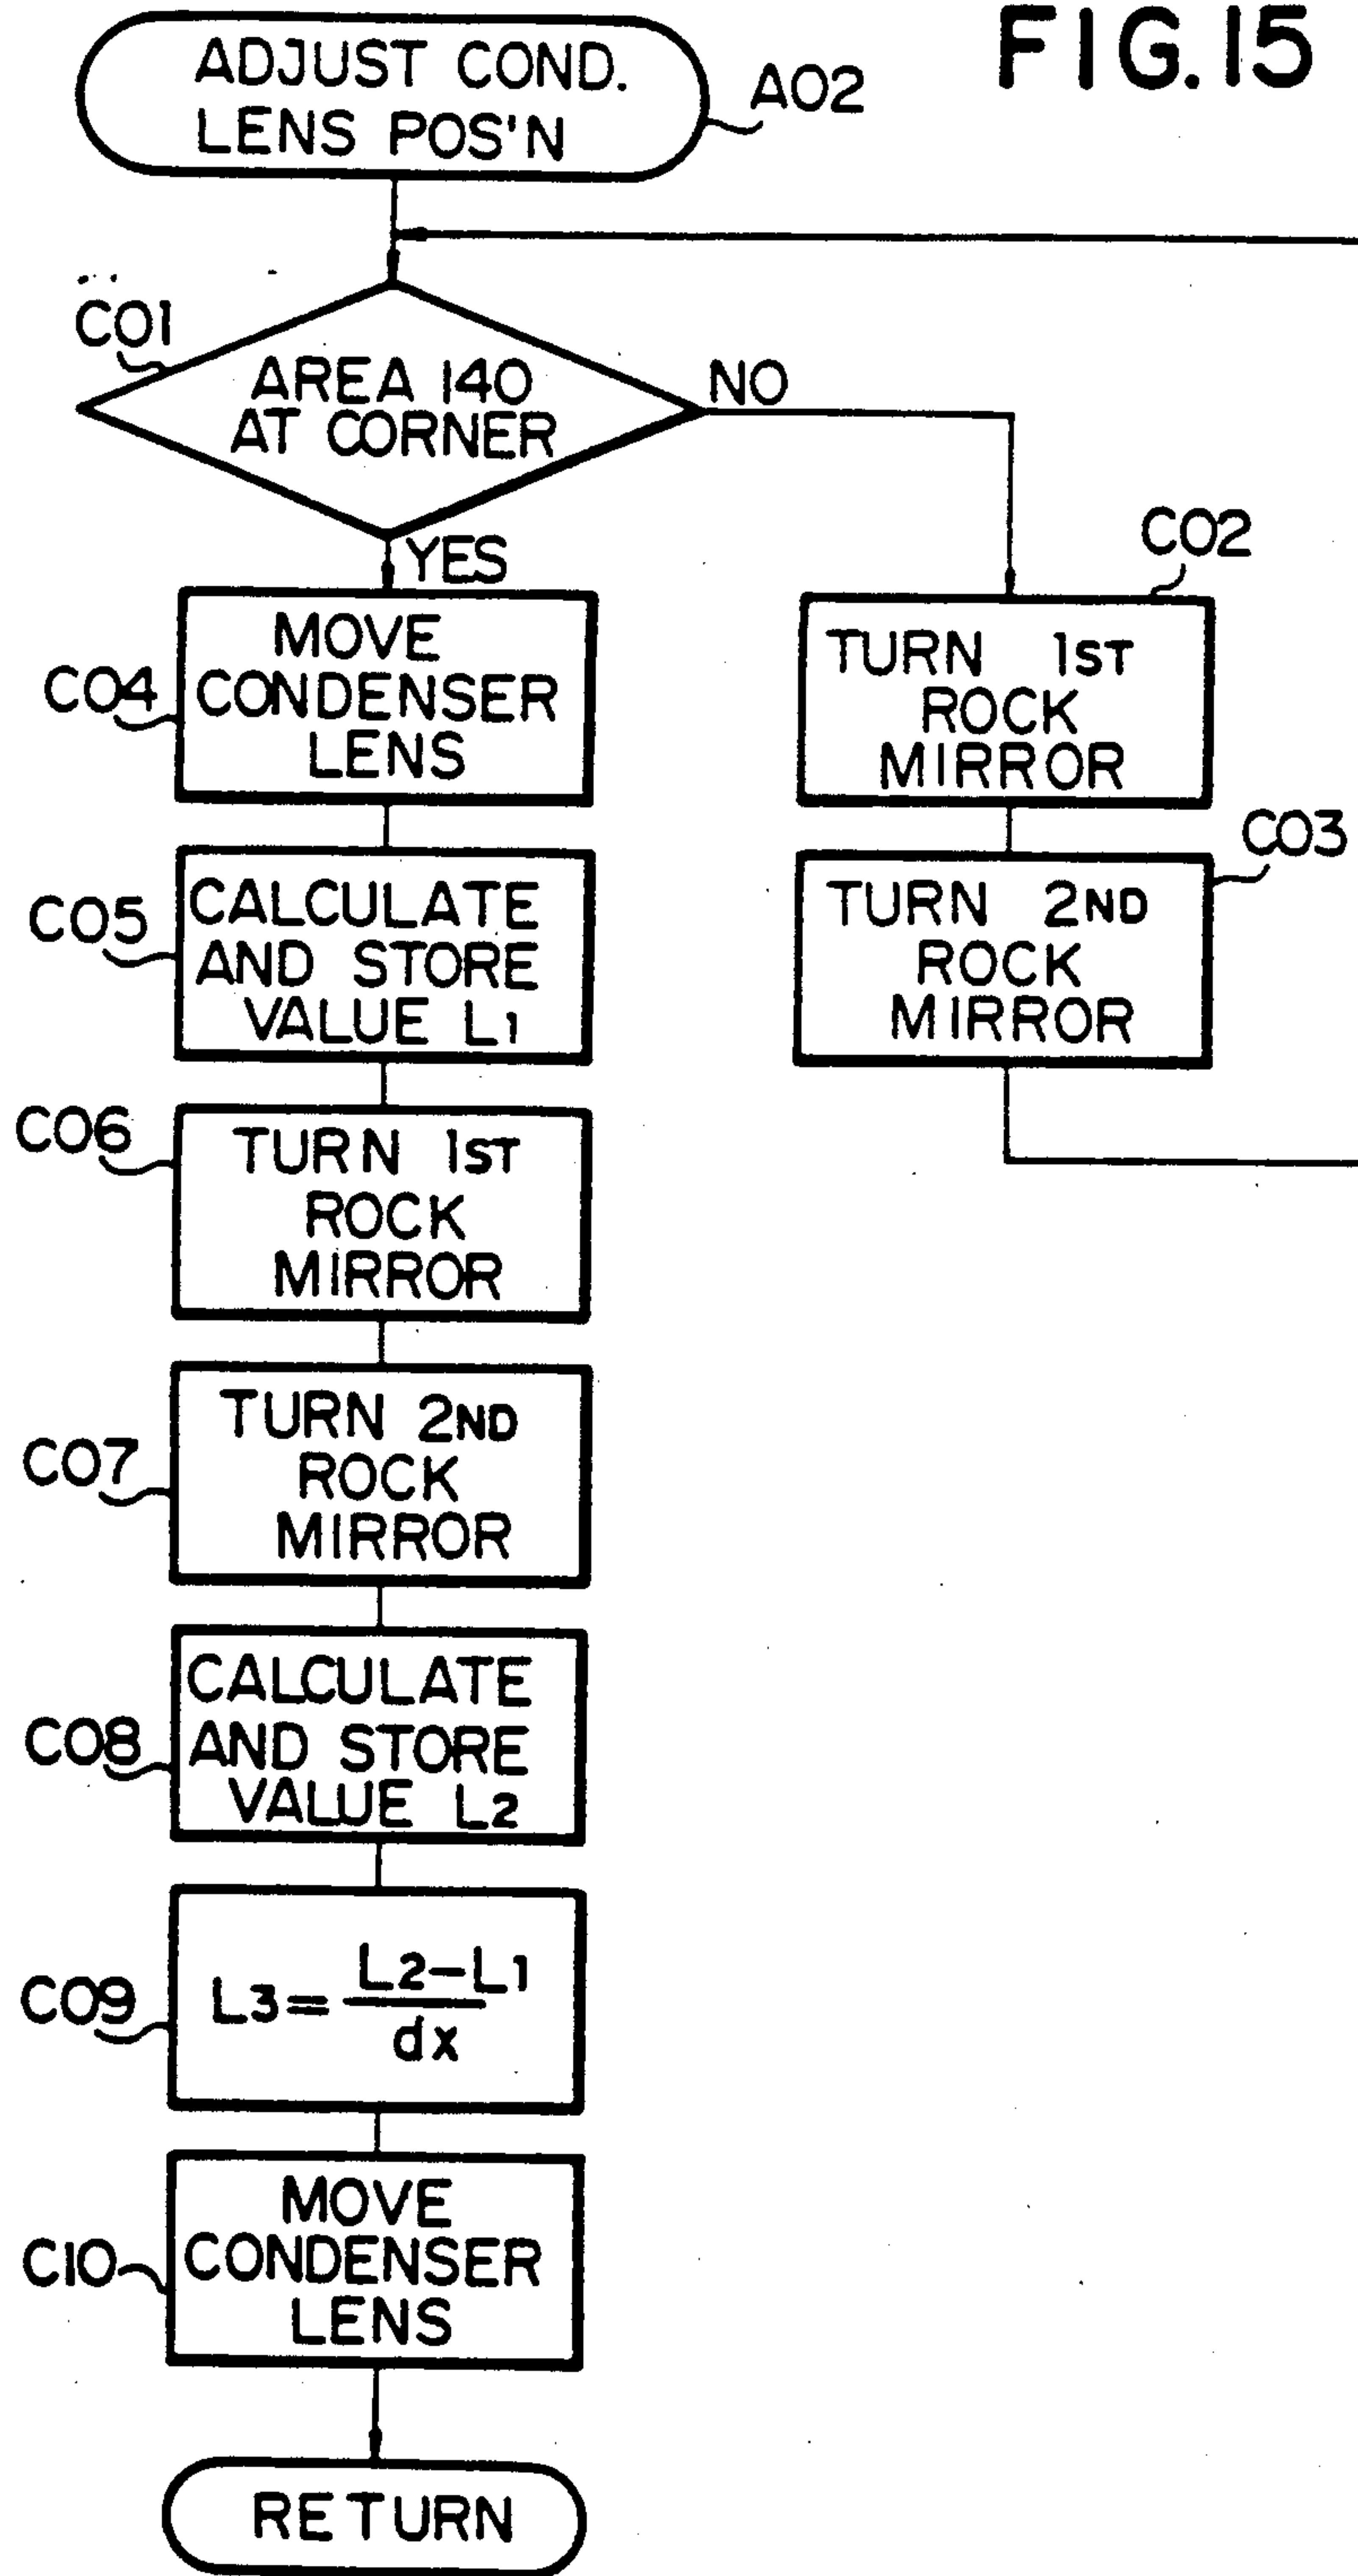 FIG. 15
ADJUST COND.
LENS POS'N
A02
C01
AREA 140
AT CORNER
NO
YES
C02
TURN 1ST
ROCK
MIRROR
C03
TURN 2ND
ROCK
MIRROR
C04
MOVE
CONDENSER
LENS
C05
CALCULATE
AND STORE
VALUE L1
C06
TURN 1ST
ROCK
MIRROR
C07
TURN 2ND
ROCK
MIRROR
C08
CALCULATE
AND STORE
VALUE L2
C09
L3 = L2-L1
dx
C10
MOVE
CONDENSER
LENS
RETURN